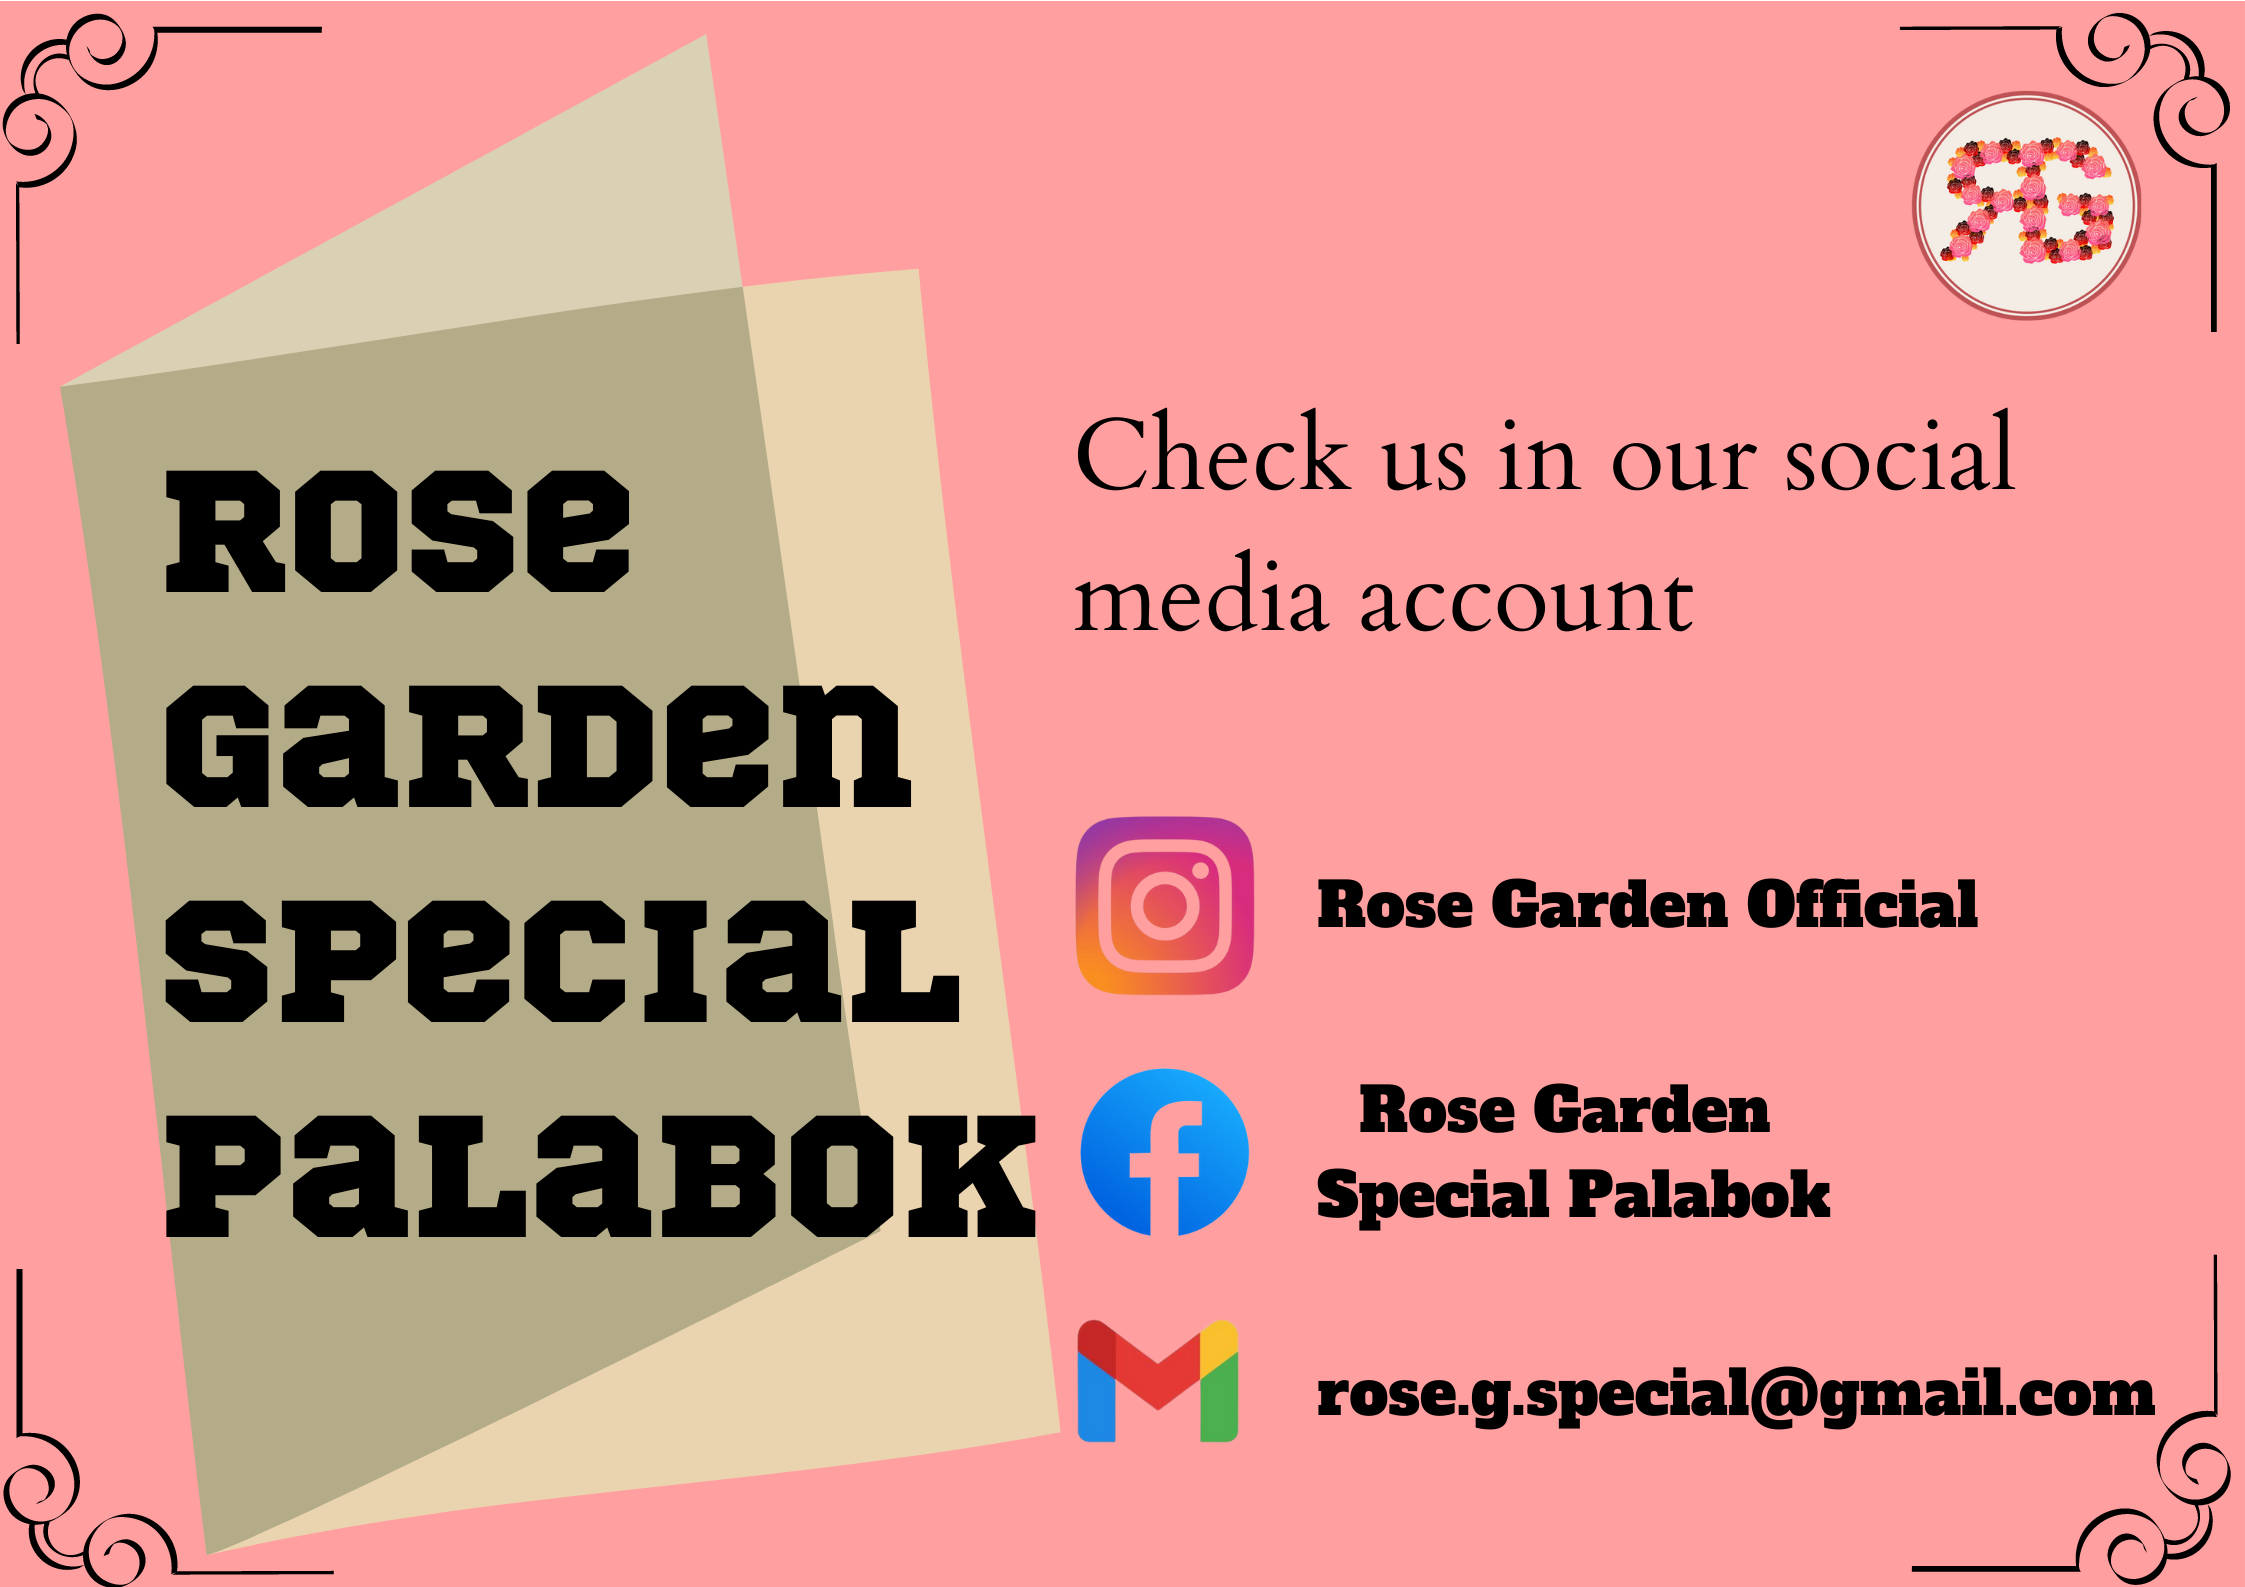 Rose
Garden
Special
Palabok
RG
Check us in our social
media account
Rose Garden Official
Rose Garden
Special Palabok
rose.g.special@gmail.com